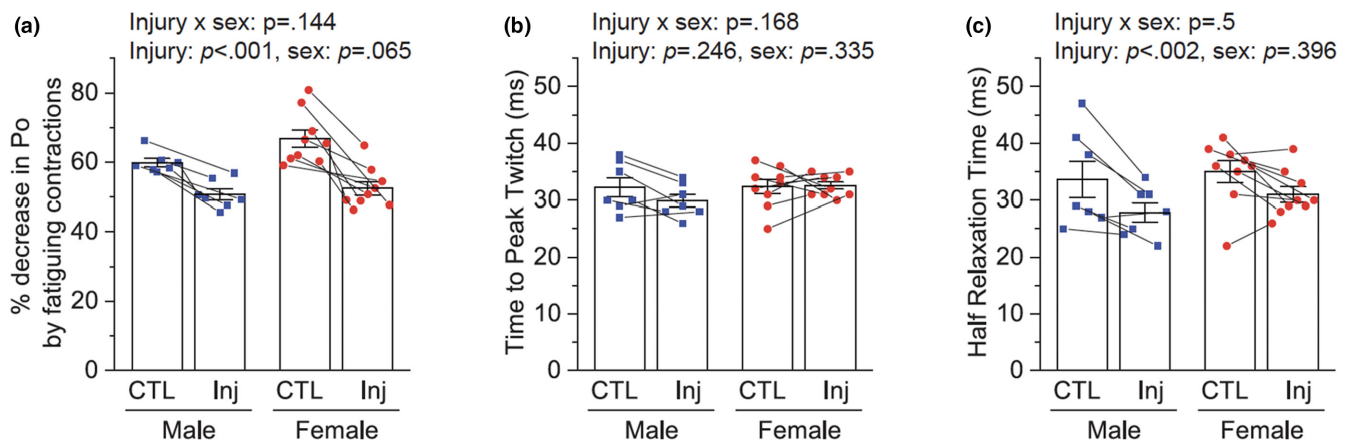 (a)
Injury x sex: p=.144
Injury: p<.001, sex: p=.065
% decrease in Po
by fatiguing contractions
80
60
40
20
0
CTL Inj CTL Inj
Male Female
(b)
Injury x sex: p=.168
Injury: p=.246, sex: p=.335
Time to Peak Twitch (ms)
50
40
30
20
10
0
CTL Inj CTL Inj
Male Female
(c)
Injury x sex: p=.5
Injury: p<.002, sex: p=.396
Half Relaxation Time (ms)
50
40
30
20
10
0
CTL Inj CTL Inj
Male Female